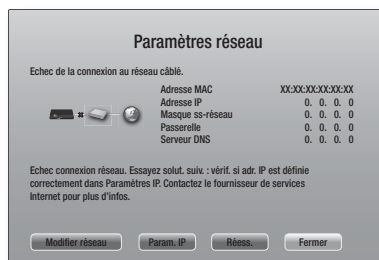 Paramètres réseau
Echec de la connexion au réseau câblé.
Adresse MAC XX:XX:XX:XX:XX:XX
Adresse IP 0. 0. 0. 0
Masque ss-réseau 0. 0. 0. 0
Passerelle 0. 0. 0. 0
Serveur DNS 0. 0. 0. 0
Echec connexion réseau. Essayez solut. suiv. : vérif. si adr. IP est définie
correctement dans Paramètres IP. Contactez le fournisseur de services
Internet pour plus d'infos.
Modifier réseau Param. IP Réess. Fermer